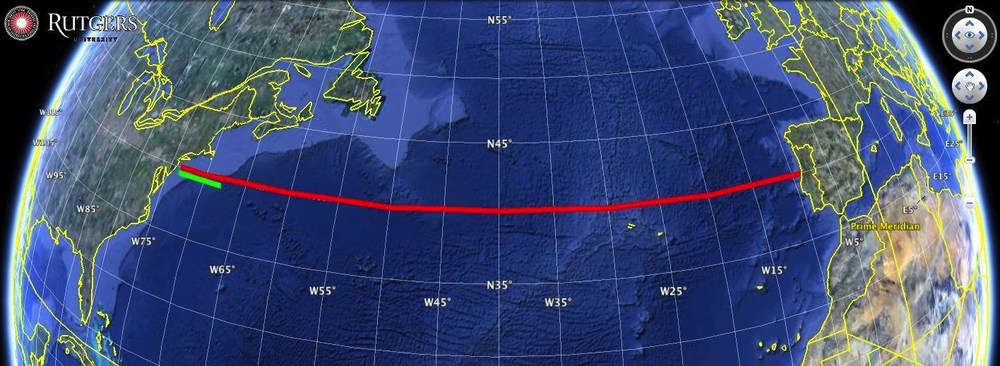 RUTGERS
UNIVERSITY
N55°
N
W115°
E35°
W105°
N45°
E25°
W95°
E15°
W85°
E5°
Prime Meridian
W75°
W5°
W65°
W15°
N35°
W55°
W25°
W45°
W35°